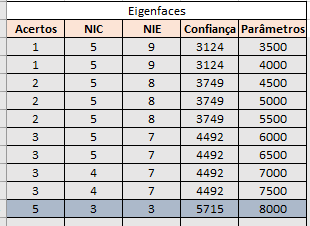 Eigenfaces
Acertos NIC NIE Confiança Parâmetros
1 5 9 3124 3500
1 5 9 3124 4000
2 5 8 3749 4500
2 5 8 3749 5000
2 5 8 3749 5500
3 5 7 4492 6000
3 5 7 4492 6500
3 4 7 4492 7000
3 4 7 4492 7500
5 3 3 5715 8000